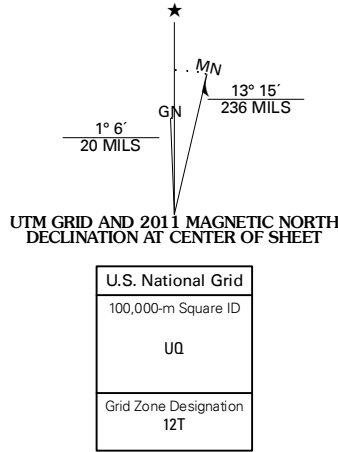 ★
MN
GN
13° 15´
236 MILS
1° 6´
20 MILS
UTM GRID AND 2011 MAGNETIC NORTH
DECLINATION AT CENTER OF SHEET
U.S. National Grid
100,000-m Square ID
UQ
Grid Zone Designation
12T